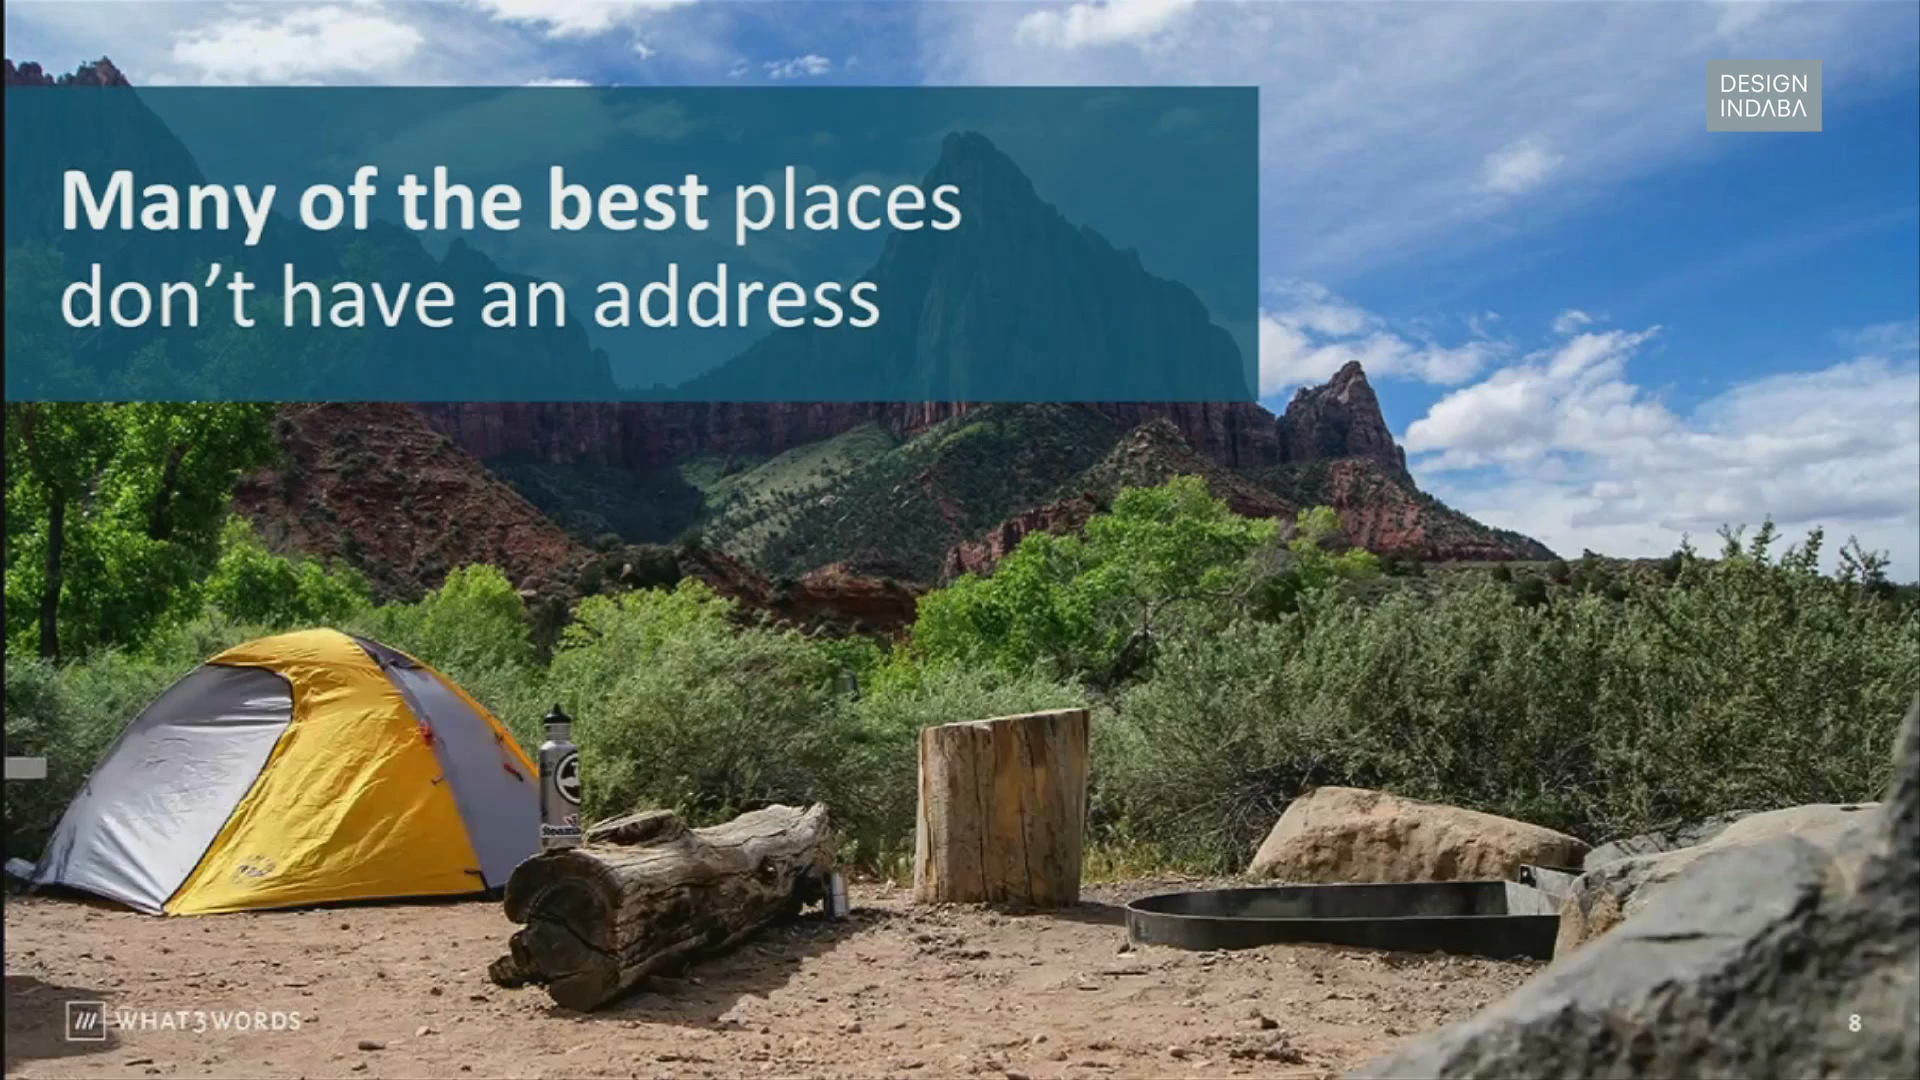 DESIGN
INDABA
Many of the best places
don't have an address
WHAT3WORDS
8